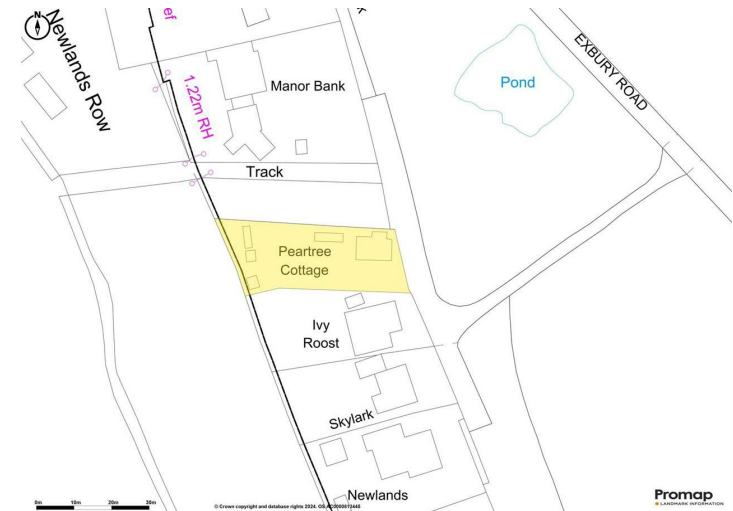 N
Newlands Row
ef
1.22m RH
Manor Bank
Pond
EXBURY ROAD
Track
Peartree
Cottage
Ivy
Roost
Skylark
Newlands
0m 10m 20m 30m
© Crown copyright and database rights 2024. OS
Promap
LANDMARK INFORMATION